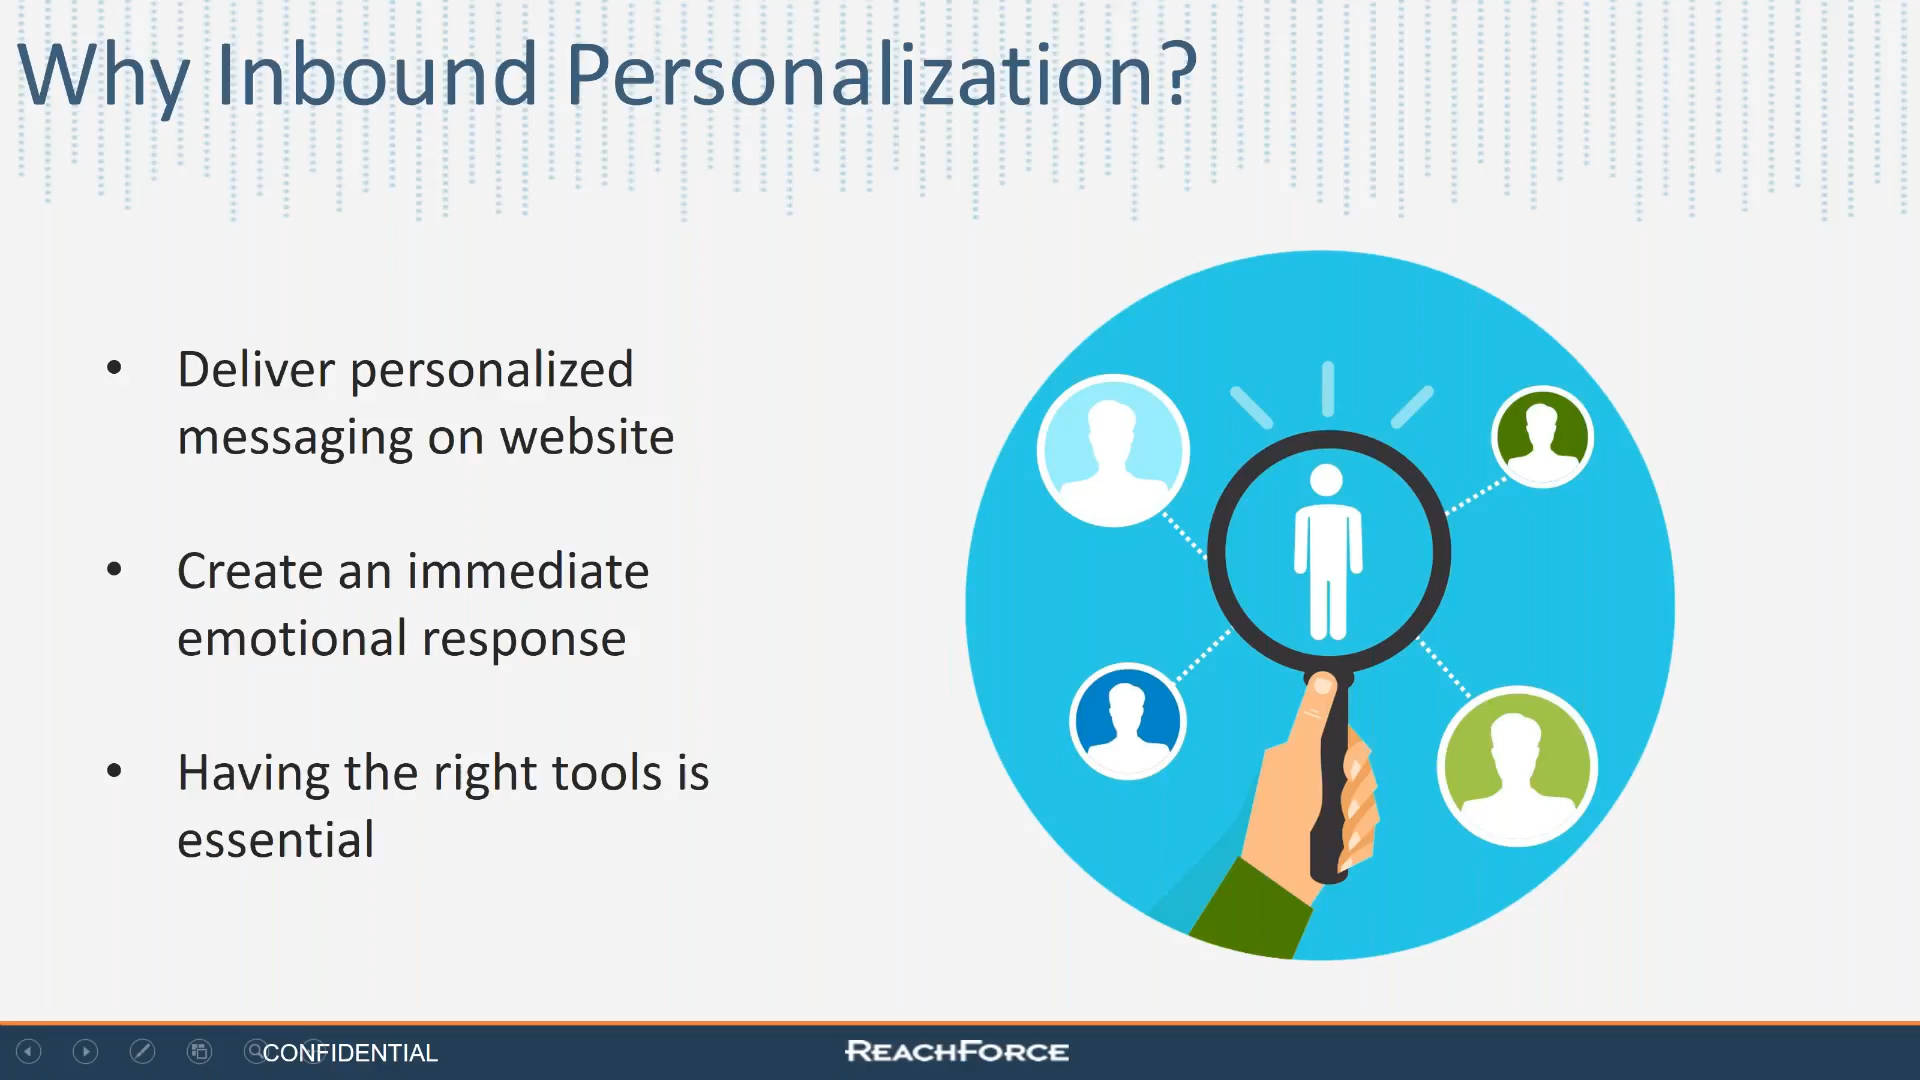 Why Inbound Personalization?
• Deliver personalized
messaging on website
• Create an immediate
emotional response
• Having the right tools is
essential
CONFIDENTIAL
REACHFORCE